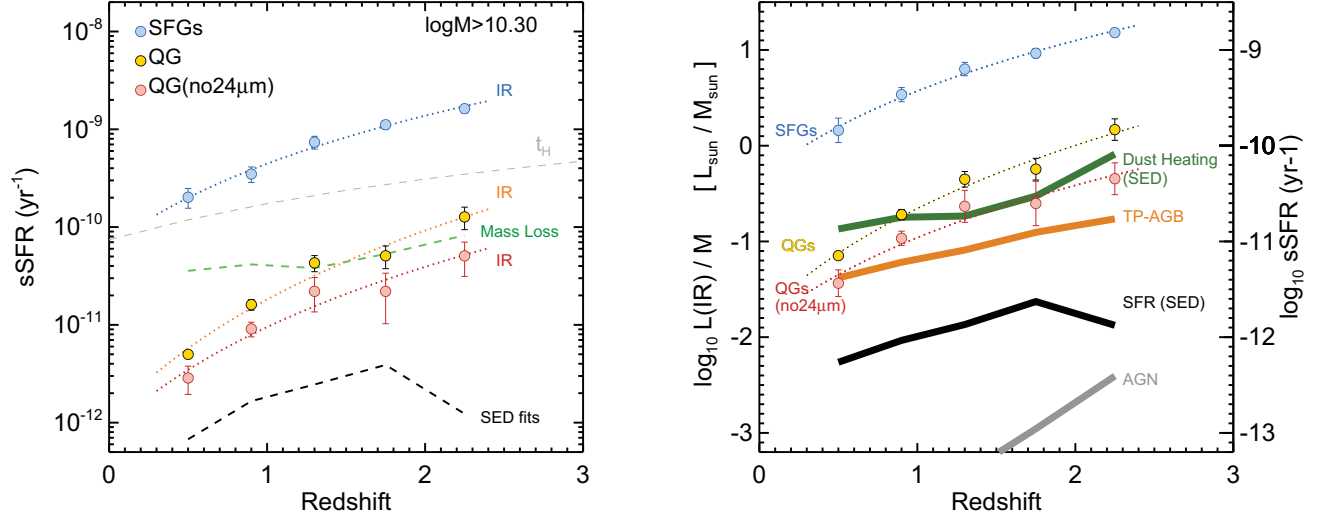 10⁻⁸
10⁻⁹
10⁻¹⁰
10⁻¹¹
10⁻¹²
sSFR (yr⁻¹)
SFGs
QG
QG(no24μm)
logM>10.30
IR
t_H
IR
Mass Loss
IR
SED fits
0
1
2
3
Redshift
1
0
-1
-2
-3
log₁₀ L(IR) / M [ L_sun / M_sun ]
SFGs
QGs
QGs
(no24μm)
Dust Heating
(SED)
TP-AGB
SFR (SED)
AGN
-9
-10
-11
-12
-13
log₁₀ sSFR (yr-1)
0
1
2
3
Redshift